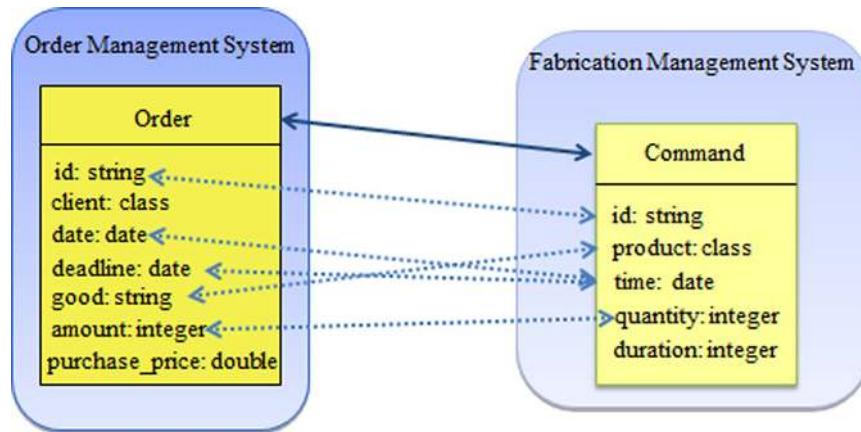 Order Management System
Order
id: string
client: class
date: date
deadline: date
good: string
amount: integer
purchase_price: double
Fabrication Management System
Command
id: string
product: class
time: date
quantity: integer
duration: integer